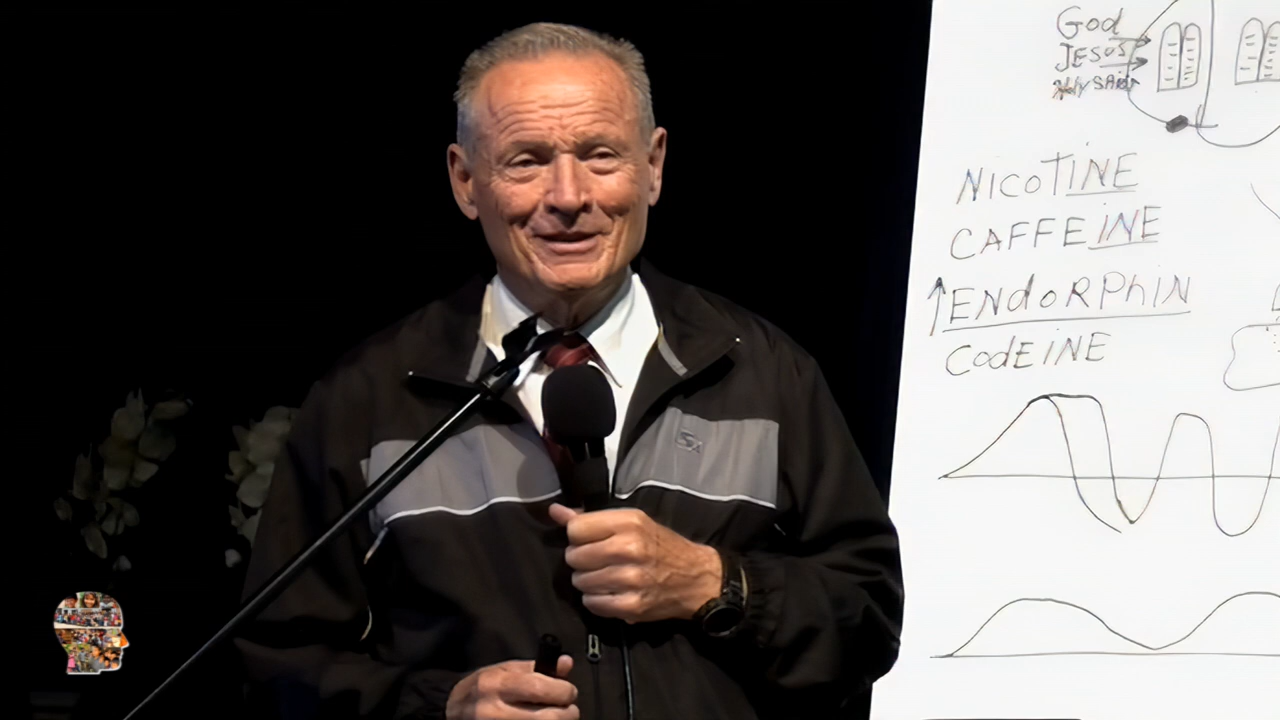 God
JESUS
NICOTINE
CAFFEINE
ENdoRPhIN
CodEiNE